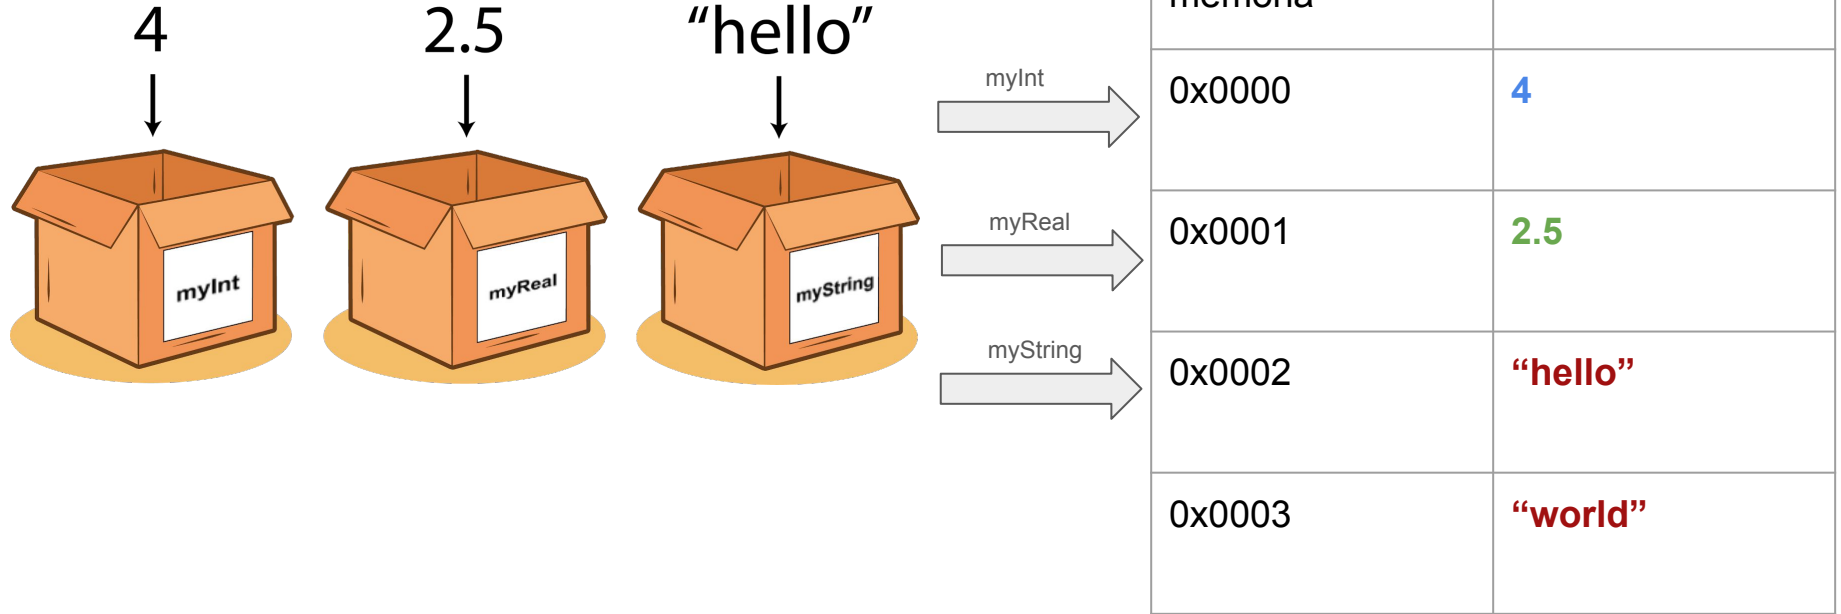 4
2.5
“hello”
myInt
myReal
myString
myInt
myReal
myString
memoria
0x0000
4
0x0001
2.5
0x0002
“hello”
0x0003
“world”